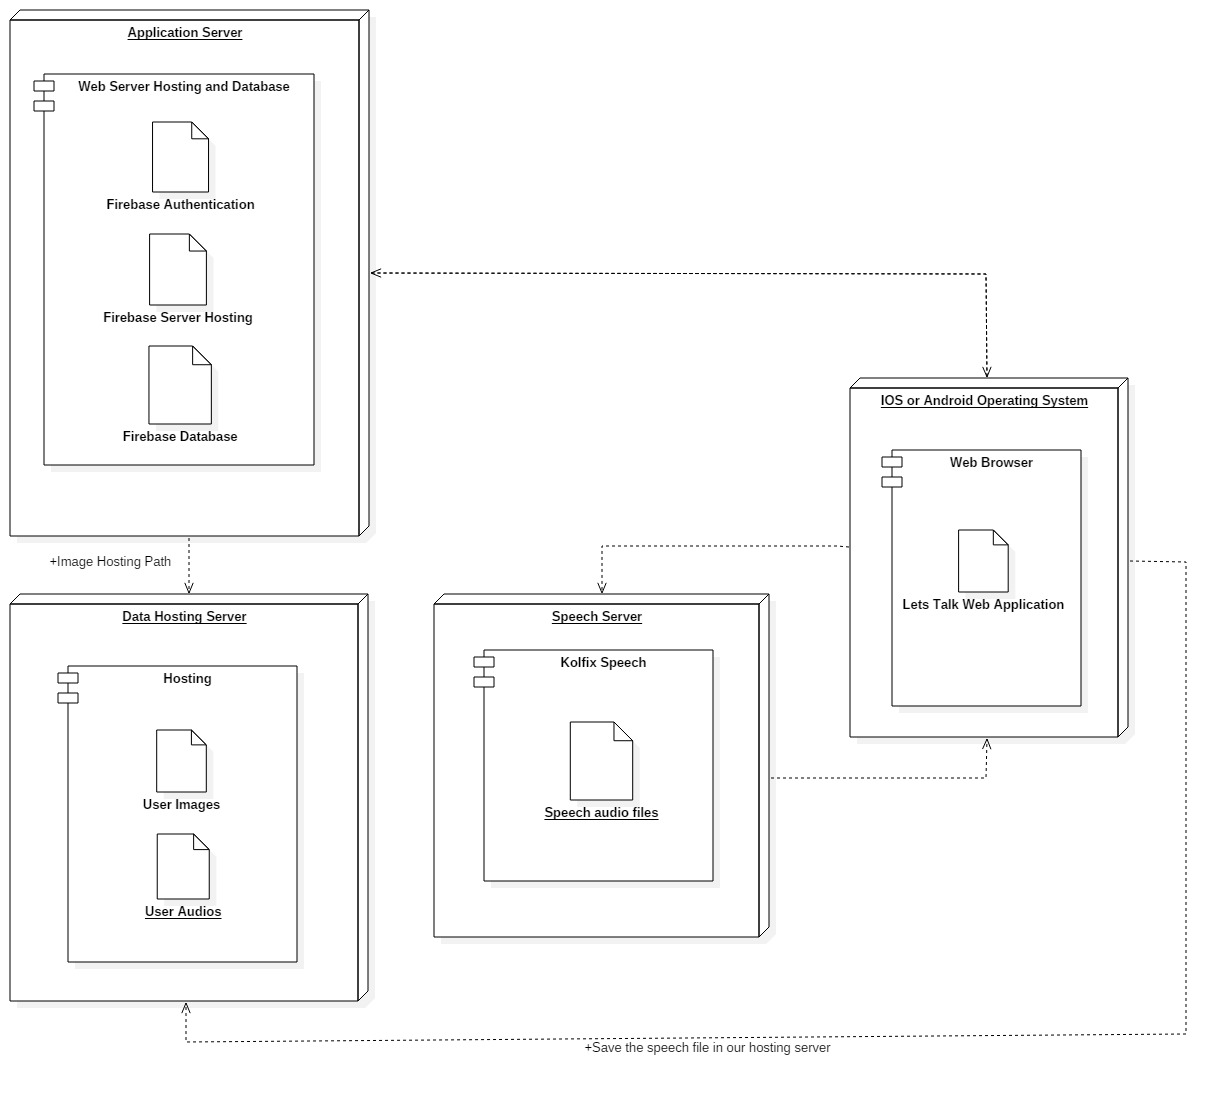 Application Server
Web Server Hosting and Database
Firebase Authentication
Firebase Server Hosting
Firebase Database
IOS or Android Operating System
Web Browser
Lets Talk Web Application
+Image Hosting Path
Data Hosting Server
Hosting
User Images
User Audios
Speech Server
Kolfix Speech
Speech audio files
+Save the speech file in our hosting server